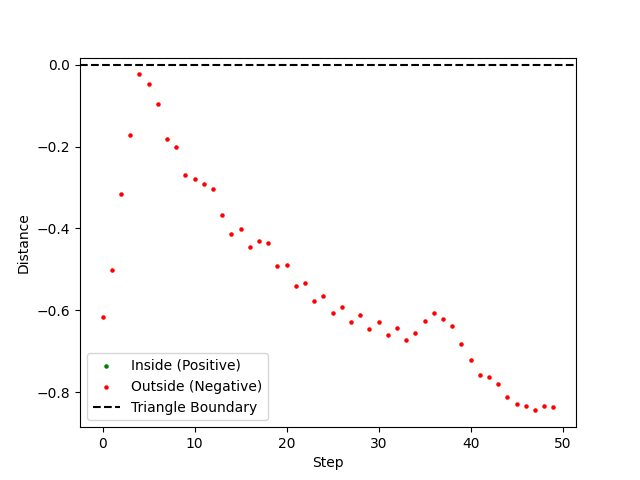 0.0
−0.2
−0.4
−0.6
−0.8
Distance
Inside (Positive)
Outside (Negative)
Triangle Boundary
0 10 20 30 40 50
Step